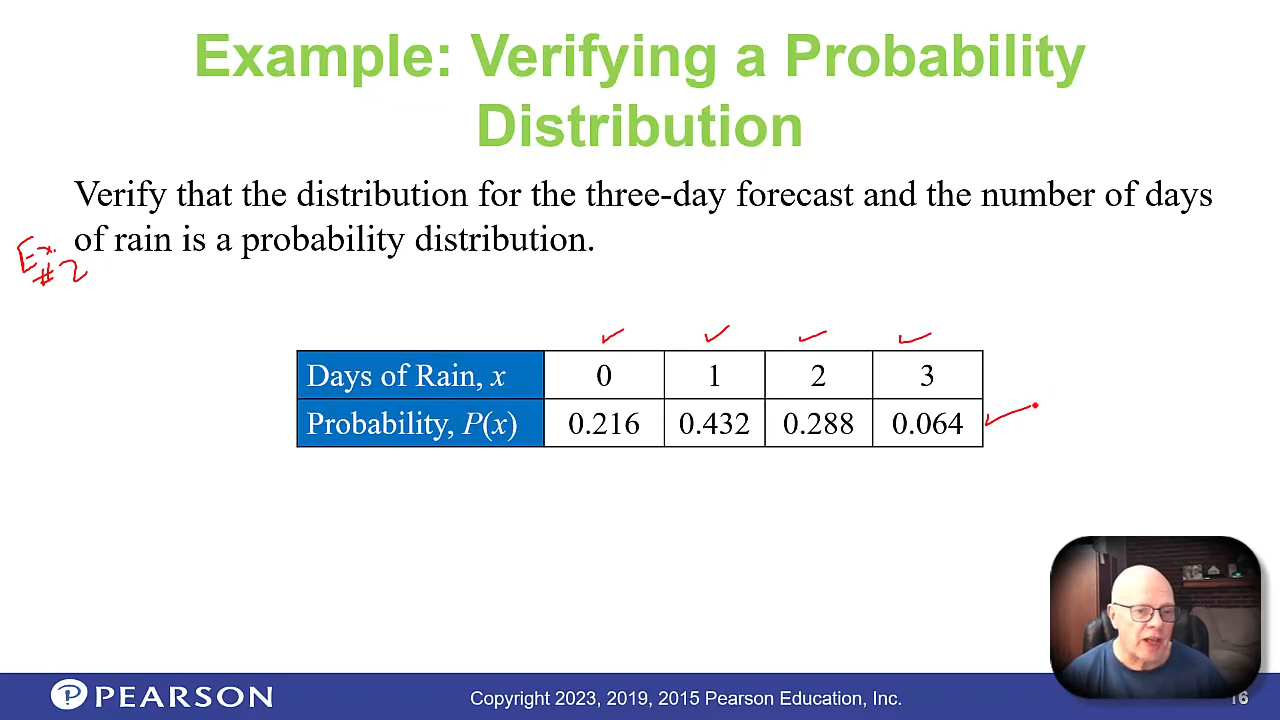 Example: Verifying a Probability
Distribution
Verify that the distribution for the three-day forecast and the number of days
of rain is a probability distribution.
Ex.
#2
Days of Rain, x 0 1 2 3
Probability, P(x) 0.216 0.432 0.288 0.064
PEARSON
Copyright 2023, 2019, 2015 Pearson Education, Inc.
16